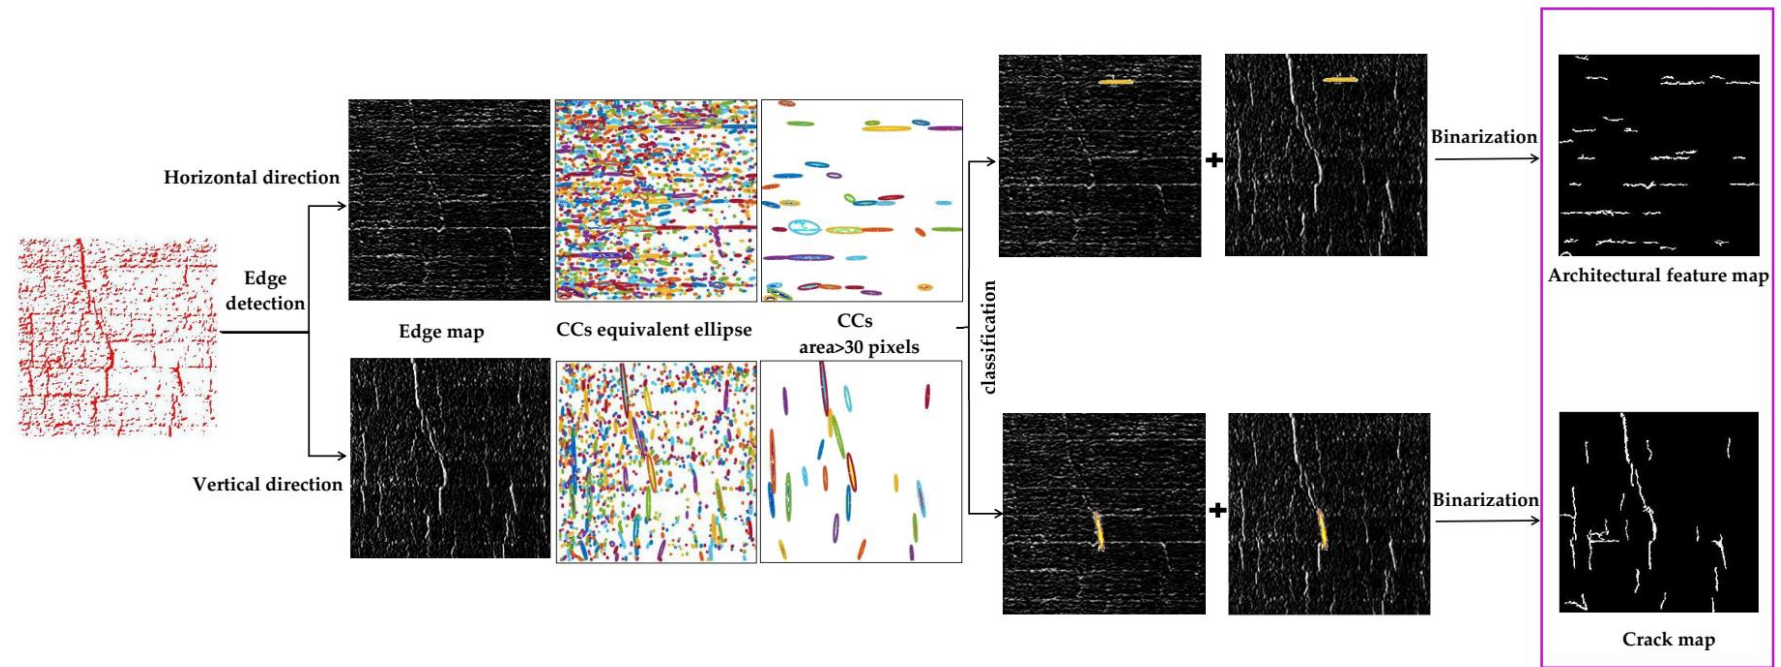 Horizontal direction
Edge
detection
Vertical direction
Edge map
CCs equivalent ellipse
CCs
area>30 pixels
classification
+
Binarization
Architectural feature map
+
Binarization
Crack map